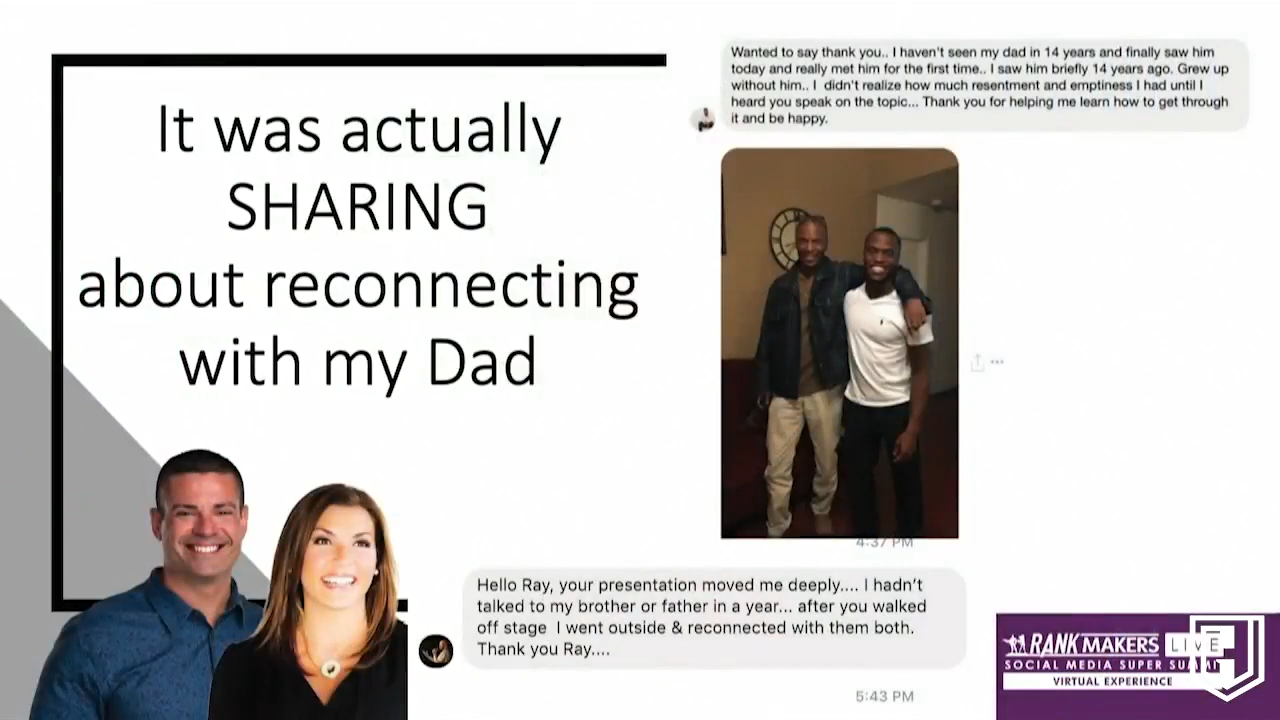 It was actually
SHARING
about reconnecting
with my Dad
Wanted to say thank you.. I haven't seen my dad in 14 years and finally saw him
today and really met him for the first time.. I saw him briefly 14 years ago. Grew up
without him.. I didn't realize how much resentment and emptiness I had until I
heard you speak on the topic... Thank you for helping me learn how to get through
it and be happy.
4:37 PM
Hello Ray, your presentation moved me deeply.... I hadn't
talked to my brother or father in a year... after you walked
off stage I went outside & reconnected with them both.
Thank you Ray....
5:43 PM
RANK MAKERS LIVE
SOCIAL MEDIA SUPER SUMMIT
VIRTUAL EXPERIENCE